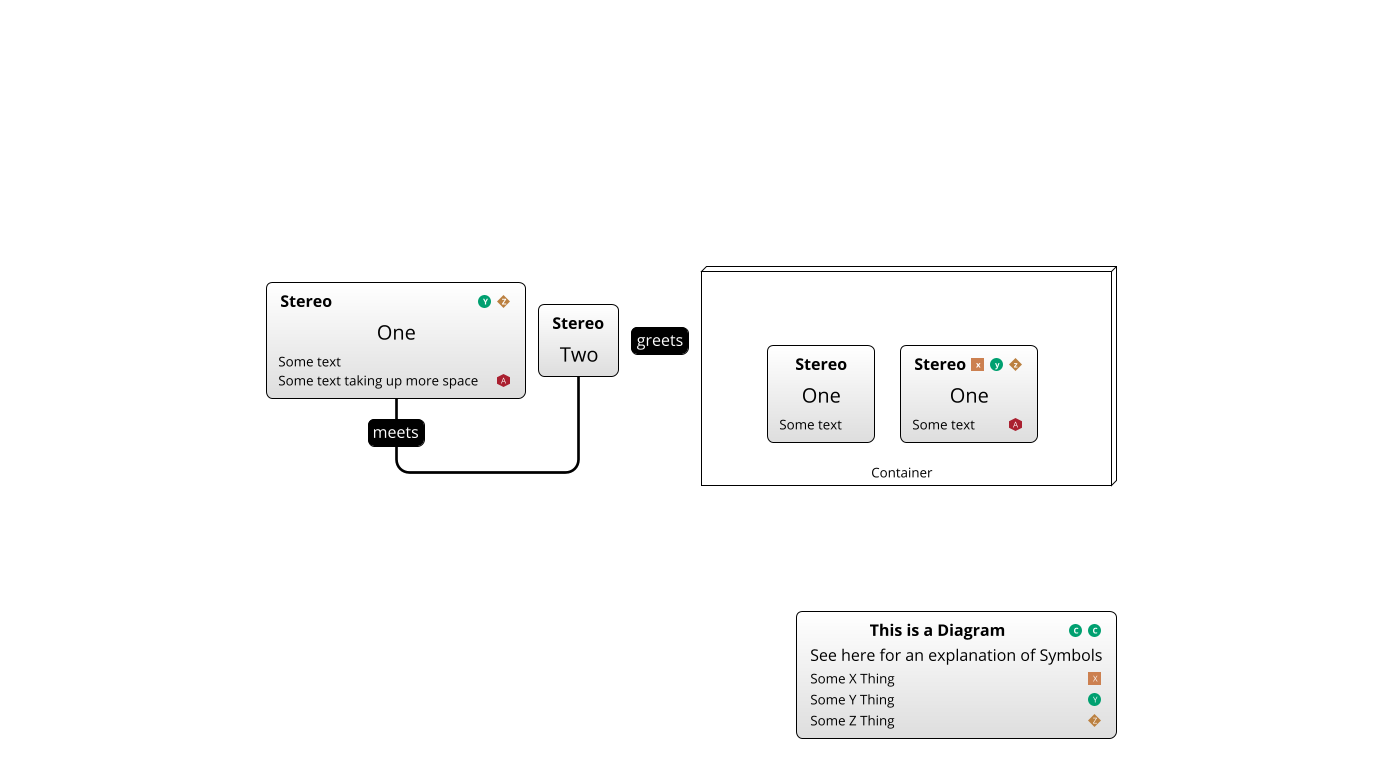 Stereo Y Z
One
Some text
Some text taking up more space A
Stereo
Two
greets
meets
Stereo
One
Some text
Stereo x y z
One
Some text A
Container
This is a Diagram C C
See here for an explanation of Symbols
Some X Thing X
Some Y Thing Y
Some Z Thing Z